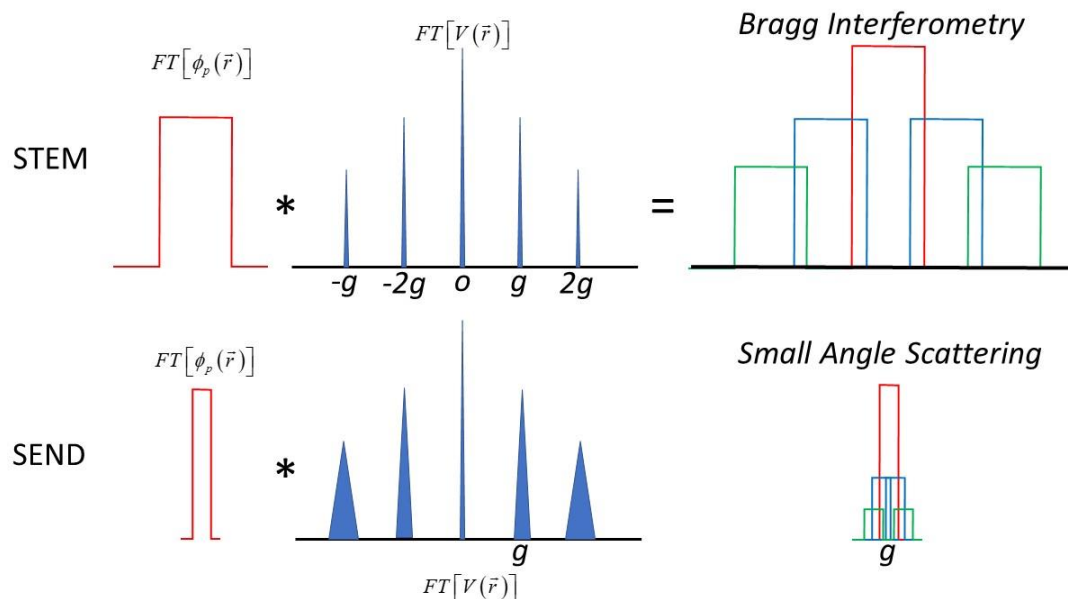 Bragg Interferometry
FT[V(r⃗)]
FT[ϕₚ(r⃗)]
STEM
*
=
-g -2g o g 2g
Small Angle Scattering
FT[ϕₚ(r⃗)]
SEND
*
g
g
FT[V(r⃗)]